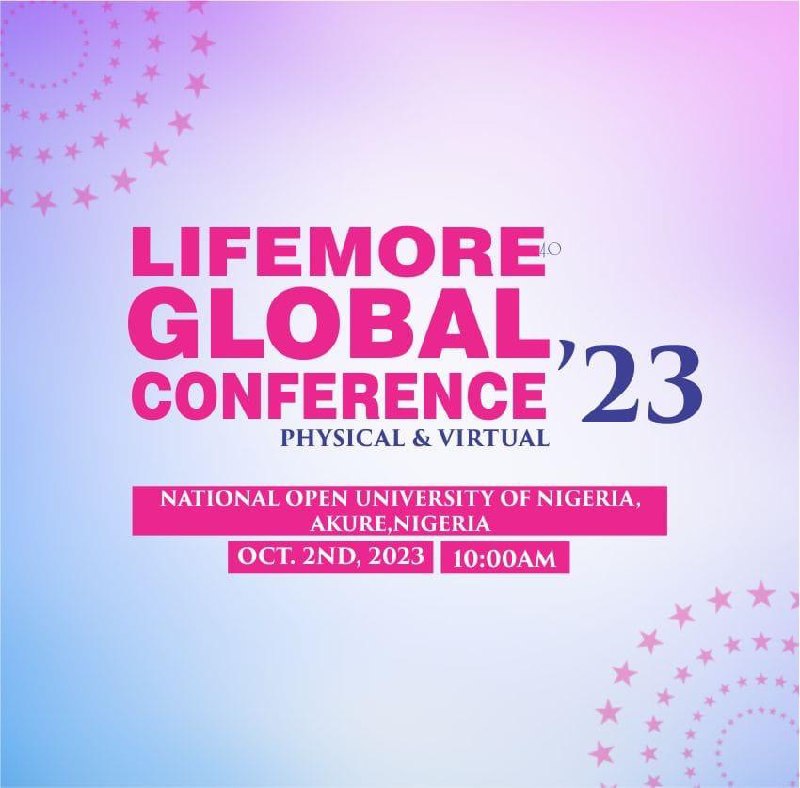 LIFEMORE 4.0
GLOBAL
CONFERENCE '23
PHYSICAL & VIRTUAL
NATIONAL OPEN UNIVERSITY OF NIGERIA,
AKURE,NIGERIA
OCT. 2ND, 2023 10:00AM